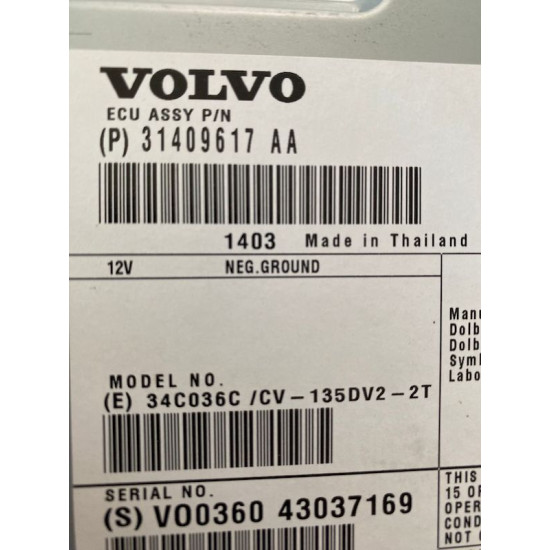 VOLVO
ECU ASSY P/N
(P) 31409617 AA
1403 Made in Thailand
12V NEG.GROUND
Manu
Dolb
Dolb
Symb
Labo
MODEL NO.
(E) 34C036C /CV-135DV2-2T
SERIAL NO.
(S) VO0360 43037169
THIS
15 OF
OPER
COND
NOT C